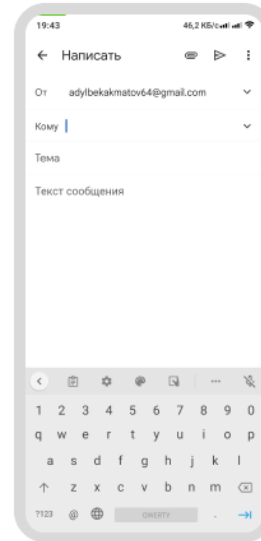 19:43 46,2 КБ/с
Написать
От adylbekakmatov64@gmail.com
Кому
Тема
Текст сообщения
1 2 3 4 5 6 7 8 9 0
q w e r t y u i o p
a s d f g h j k l
z x c v b n m
?123 @ QWERTY .